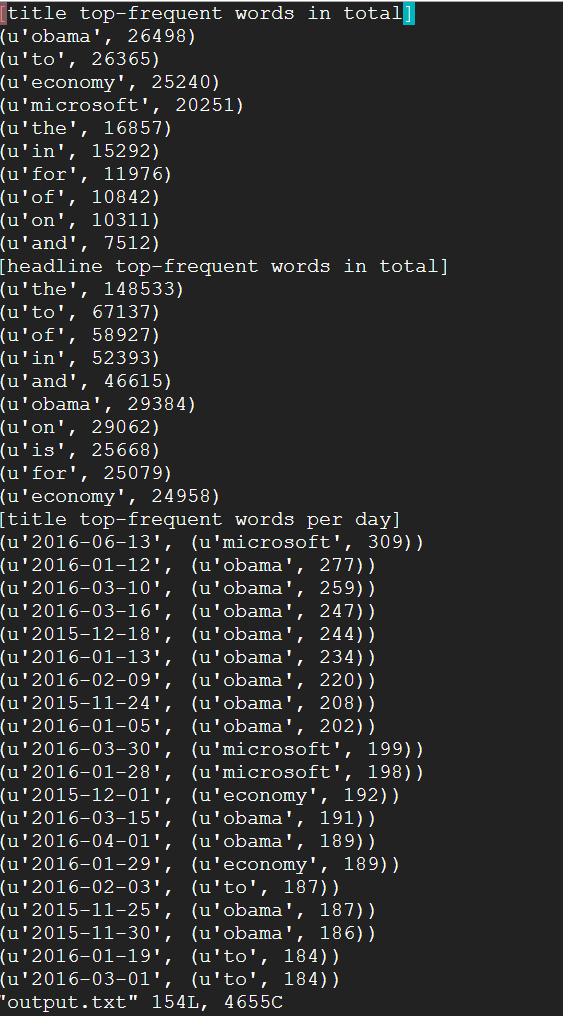 [title top-frequent words in total]
(u'obama', 26498)
(u'to', 26365)
(u'economy', 25240)
(u'microsoft', 20251)
(u'the', 16857)
(u'in', 15292)
(u'for', 11976)
(u'of', 10842)
(u'on', 10311)
(u'and', 7512)
[headline top-frequent words in total]
(u'the', 148533)
(u'to', 67137)
(u'of', 58927)
(u'in', 52393)
(u'and', 46615)
(u'obama', 29384)
(u'on', 29062)
(u'is', 25668)
(u'for', 25079)
(u'economy', 24958)
[title top-frequent words per day]
(u'2016-06-13', (u'microsoft', 309))
(u'2016-01-12', (u'obama', 277))
(u'2016-03-10', (u'obama', 259))
(u'2016-03-16', (u'obama', 247))
(u'2015-12-18', (u'obama', 244))
(u'2016-01-13', (u'obama', 234))
(u'2016-02-09', (u'obama', 220))
(u'2015-11-24', (u'obama', 208))
(u'2016-01-05', (u'obama', 202))
(u'2016-03-30', (u'microsoft', 199))
(u'2016-01-28', (u'microsoft', 198))
(u'2015-12-01', (u'economy', 192))
(u'2016-03-15', (u'obama', 191))
(u'2016-04-01', (u'obama', 189))
(u'2016-01-29', (u'economy', 189))
(u'2016-02-03', (u'to', 187))
(u'2015-11-25', (u'obama', 187))
(u'2015-11-30', (u'obama', 186))
(u'2016-01-19', (u'to', 184))
(u'2016-03-01', (u'to', 184))
"output.txt" 154L, 4655C